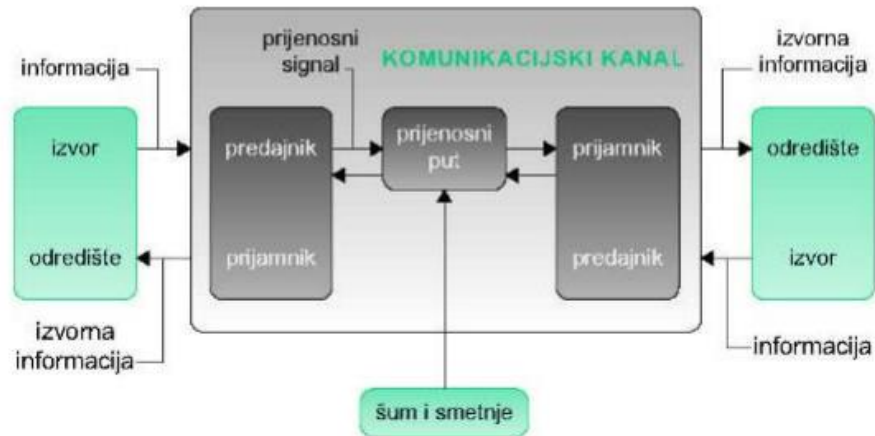 prijenosni
signal
KOMUNIKACIJSKI KANAL
izvorna
informacija
informacija
izvor
predajnik
prijenosni
put
prijamnik
odredište
odredište
prijamnik
predajnik
izvor
izvorna
informacija
informacija
šum i smetnje